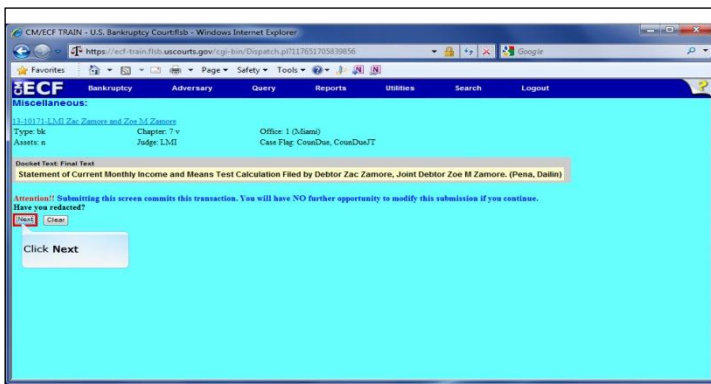 CM/ECF TRAIN - U.S. Bankruptcy Court:flsb - Windows Internet Explorer
https://ecf-train.flsb.uscourts.gov/cgi-bin/Dispatch.pl?117651705839856
Google
Favorites Page Safety Tools
ECF Bankruptcy Adversary Query Reports Utilities Search Logout ?
Miscellaneous:
13-10171-LMI Zac Zamore and Zoe M Zamore
Type: bk Chapter: 7 v Office: 1 (Miami)
Assets: n Judge: LMI Case Flag: CounDue, CounDueJT
Docket Text: Final Text
Statement of Current Monthly Income and Means Test Calculation Filed by Debtor Zac Zamore, Joint Debtor Zoe M Zamore. (Pena, Dailin)
Attention!! Submitting this screen commits this transaction. You will have NO further opportunity to modify this submission if you continue.
Have you redacted?
Next Clear
Click Next